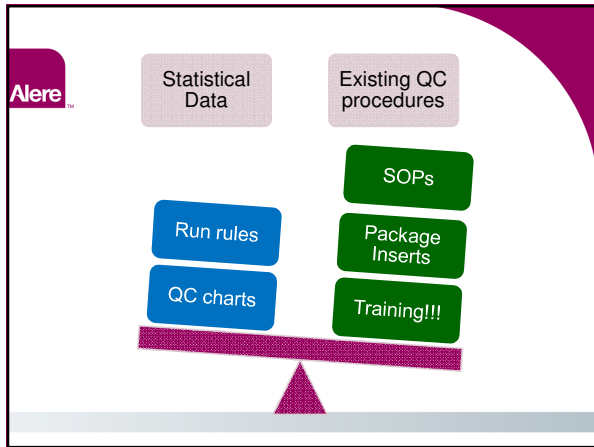 Alere
TM
Statistical
Data
Existing QC
procedures
SOPs
Run rules
Package
Inserts
QC charts
Training!!!